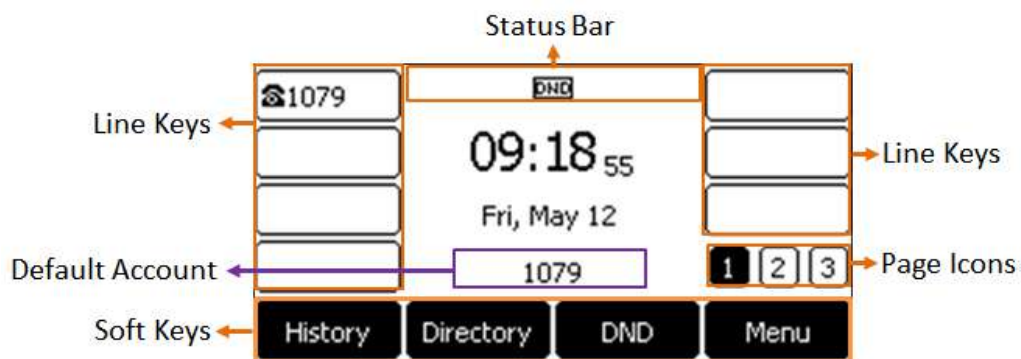 Status Bar
☎1079
DND
Line Keys
09:18 55
Line Keys
Fri, May 12
Default Account
1079
1 2 3
Page Icons
Soft Keys
History Directory DND Menu